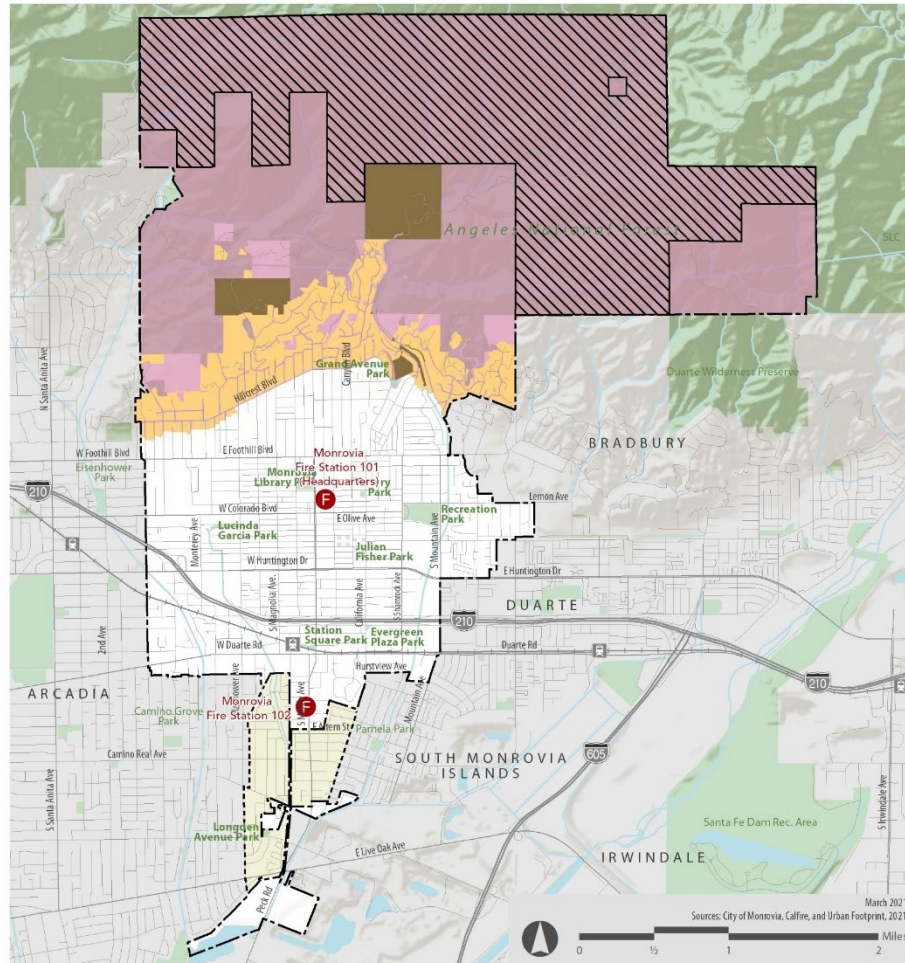 Angeles National Forest
SLC
N Santa Anita Ave
Canyon Blvd
Grand Avenue
Park
Hillcrest Blvd
Duarte Wilderness Preserve
BRADBURY
W Foothill Blvd
E Foothill Blvd
Eisenhower
Park
Monrovia
Fire Station 101
(Headquarters)
Monrovia
Library
Park
F
210
W Colorado Blvd
E Olive Ave
Lemon Ave
Recreation
Park
Lucinda
Garcia Park
Monterey Ave
Julian
Fisher Park
S Mountain Ave
W Huntington Dr
E Huntington Dr
S Magnolia Ave.
California Ave
S Shamrock Ave
DUARTE
210
2nd Ave
Station
Square Park
Evergreen
Plaza Park
W Duarte Rd
Duarte Rd
Hurstview Ave
210
ARCADIA
Monrovia
Fire Station 102
F
Camino Grove
Park
Mountain Ave
Pamela Park
Camino Real Ave
SOUTH MONROVIA
ISLANDS
605
S Santa Anita Ave
Longden
Avenue Park
E Live Oak Ave
Santa Fe Dam Rec. Area
S Irwindale Ave
IRWINDALE
Peck Rd
March 2021
Sources: City of Monrovia, Calfire, and Urban Footprint, 2021
Miles
0 ½ 1 2